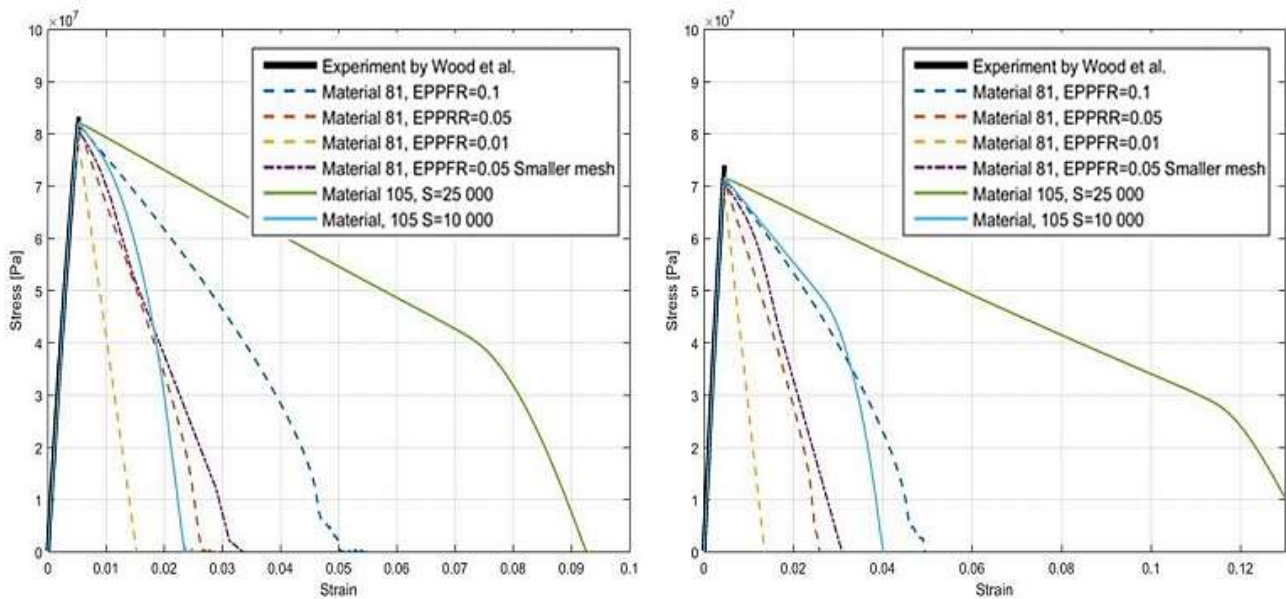 ×10⁷
10
9
8
7
6
5
4
3
2
1
0
Stress [Pa]
Experiment by Wood et al.
Material 81, EPPFR=0.1
Material 81, EPPRR=0.05
Material 81, EPPFR=0.01
Material 81, EPPFR=0.05 Smaller mesh
Material 105, S=25 000
Material, 105 S=10 000
0 0.01 0.02 0.03 0.04 0.05 0.06 0.07 0.08 0.09 0.1
Strain
×10⁷
10
9
8
7
6
5
4
3
2
1
0
Stress [Pa]
Experiment by Wood et al.
Material 81, EPPFR=0.1
Material 81, EPPRR=0.05
Material 81, EPPFR=0.01
Material 81, EPPFR=0.05 Smaller mesh
Material 105, S=25 000
Material, 105 S=10 000
0 0.02 0.04 0.06 0.08 0.1 0.12
Strain